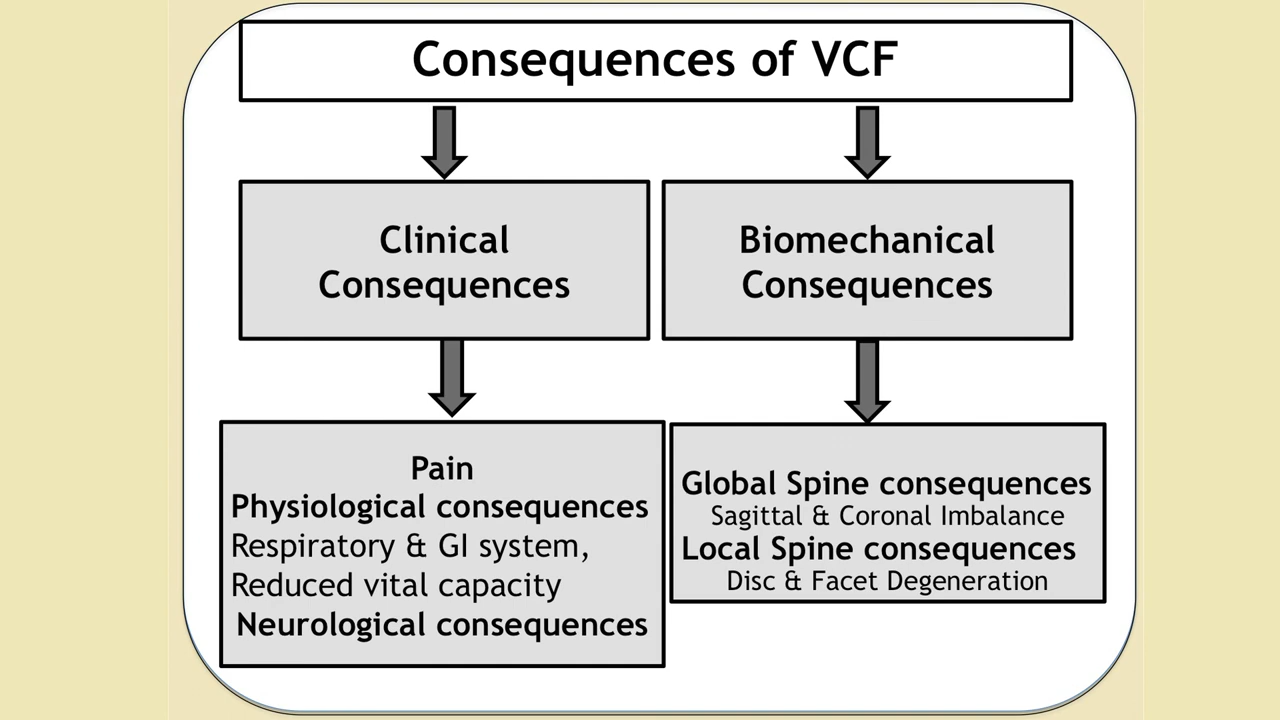 Consequences of VCF
Clinical
Consequences
Biomechanical
Consequences
Pain
Physiological consequences
Respiratory & GI system,
Reduced vital capacity
Neurological consequences
Global Spine consequences
Sagittal & Coronal Imbalance
Local Spine consequences
Disc & Facet Degeneration